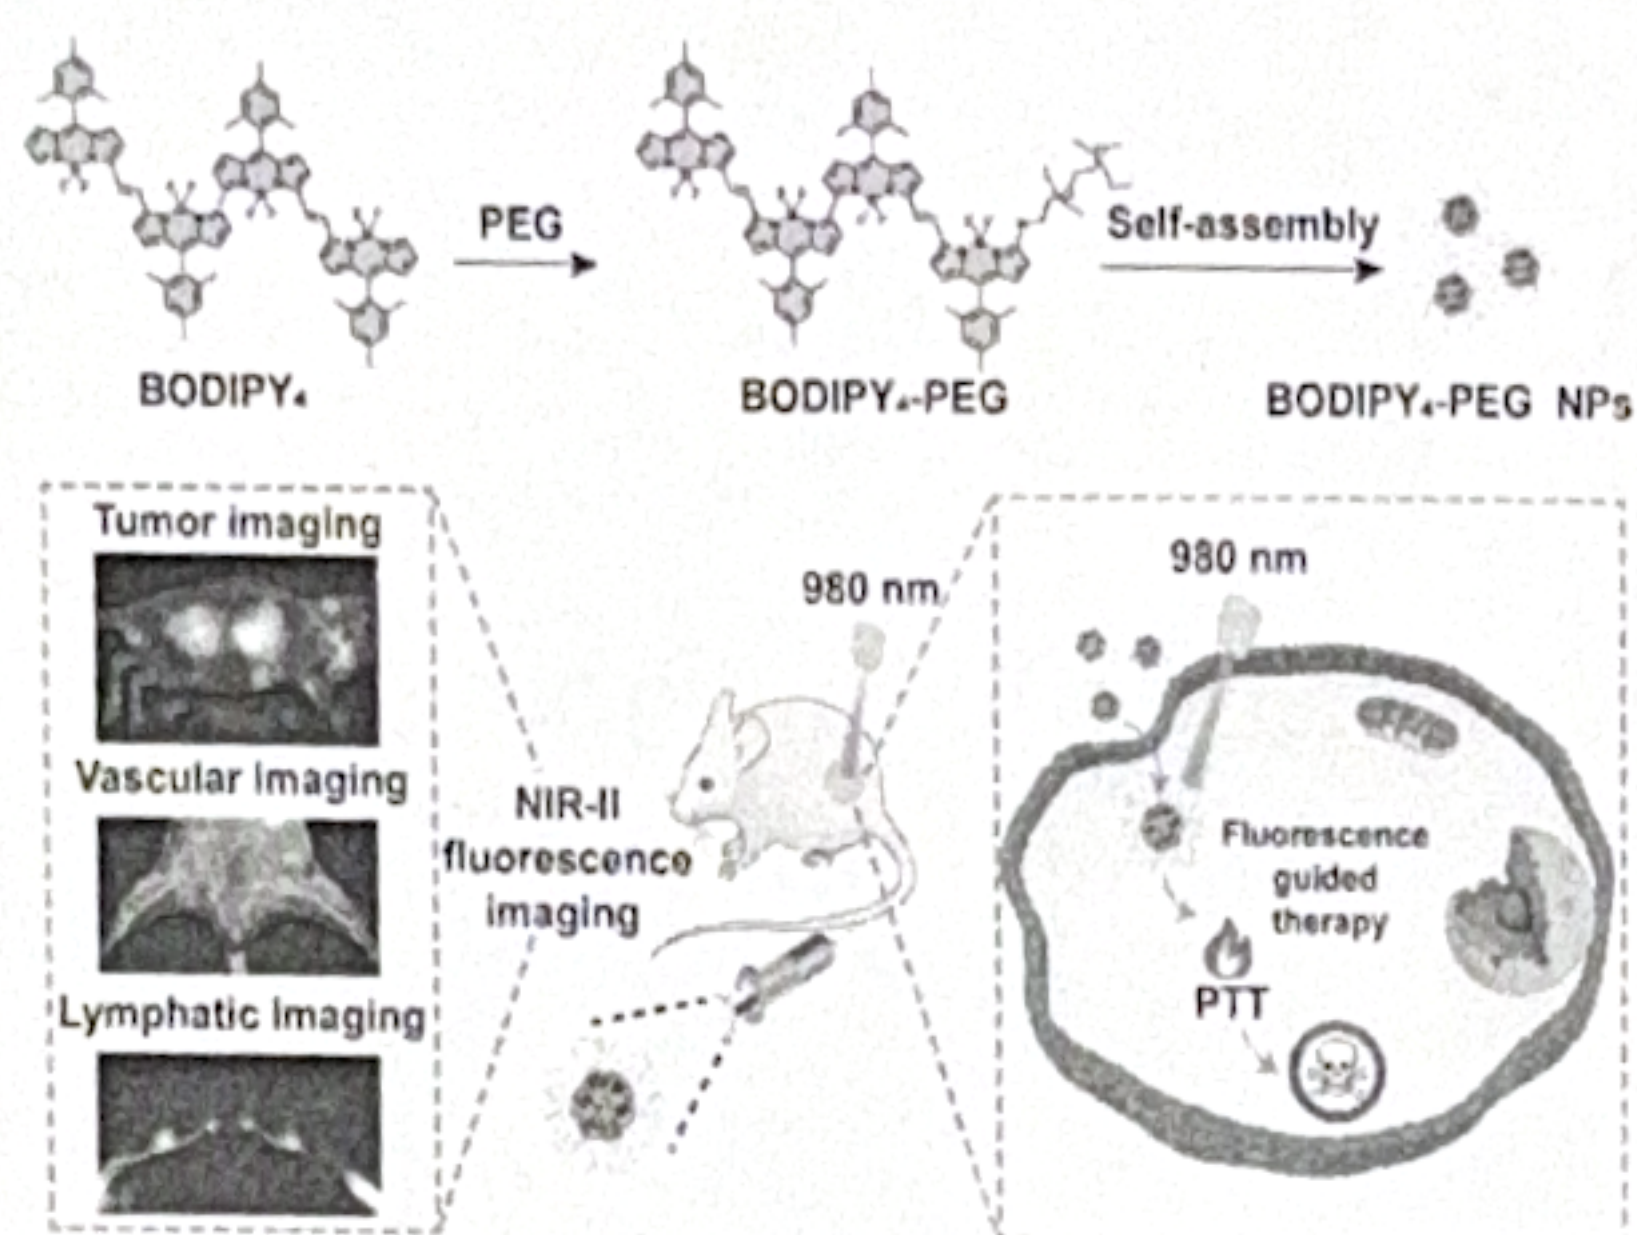 PEG
Self-assembly
BODIPY₄
BODIPY₄-PEG
BODIPY₄-PEG NPs
Tumor imaging
Vascular imaging
Lymphatic imaging
NIR-II
fluorescence
imaging
980 nm
980 nm
Fluorescence
guided
therapy
PTT